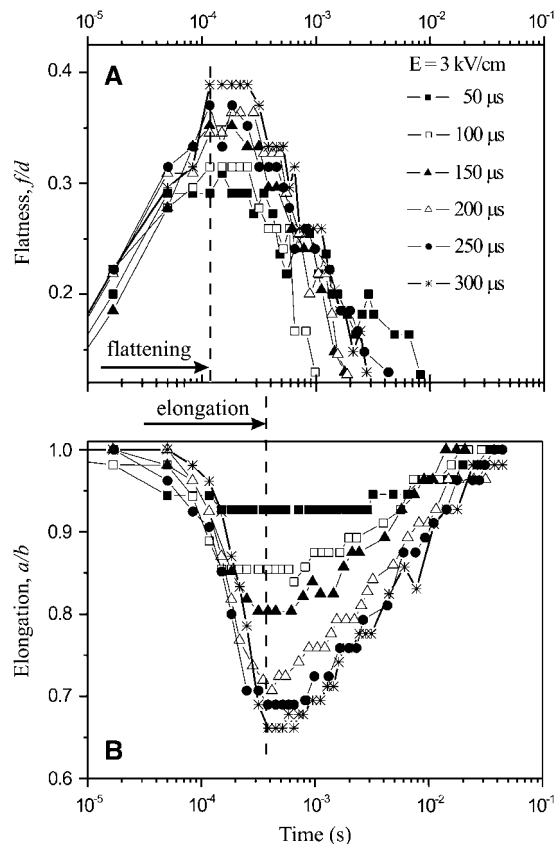 10⁻⁵ 10⁻⁴ 10⁻³ 10⁻² 10⁻¹
A
E = 3 kV/cm
50 μs
100 μs
150 μs
200 μs
250 μs
300 μs
0.4
0.3
0.2
Flatness, f/d
flattening
elongation
1.0
0.9
0.8
0.7
0.6
Elongation, a/b
B
10⁻⁵ 10⁻⁴ 10⁻³ 10⁻² 10⁻¹
Time (s)